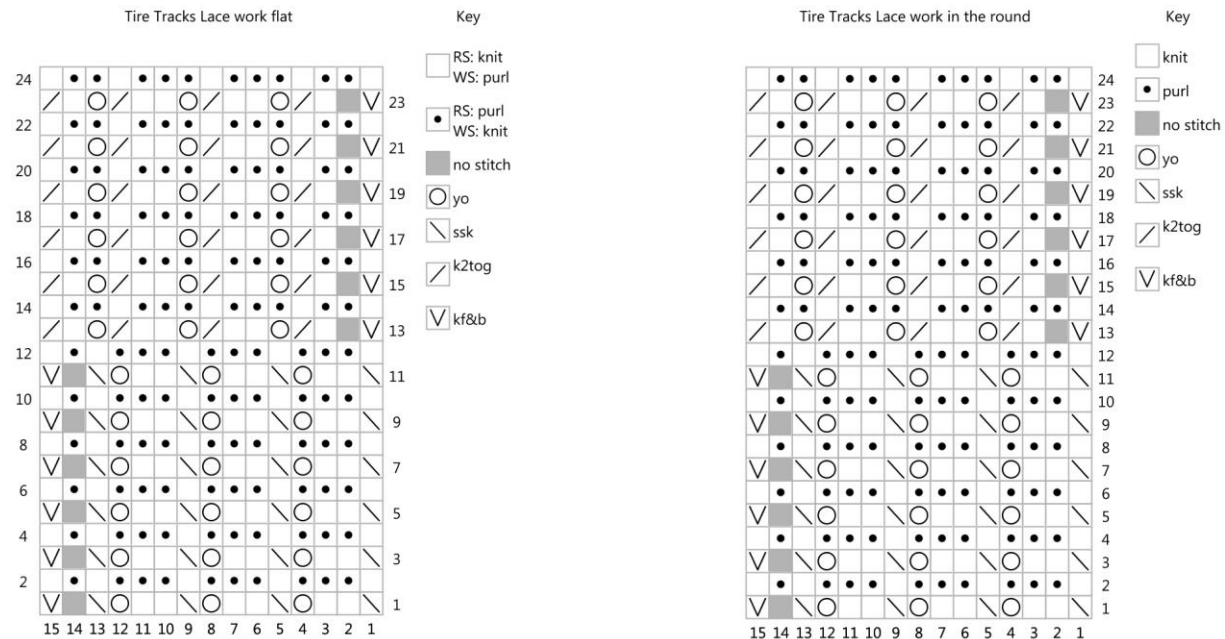 Tire Tracks Lace work flat
Key
RS: knit
WS: purl
RS: purl
WS: knit
no stitch
yo
ssk
k2tog
kf&b
24
23
22
21
20
19
18
17
16
15
14
13
12
11
10
9
8
7
6
5
4
3
2
1
15 14 13 12 11 10 9 8 7 6 5 4 3 2 1
Tire Tracks Lace work in the round
Key
knit
purl
no stitch
yo
ssk
k2tog
kf&b
24
23
22
21
20
19
18
17
16
15
14
13
12
11
10
9
8
7
6
5
4
3
2
1
15 14 13 12 11 10 9 8 7 6 5 4 3 2 1